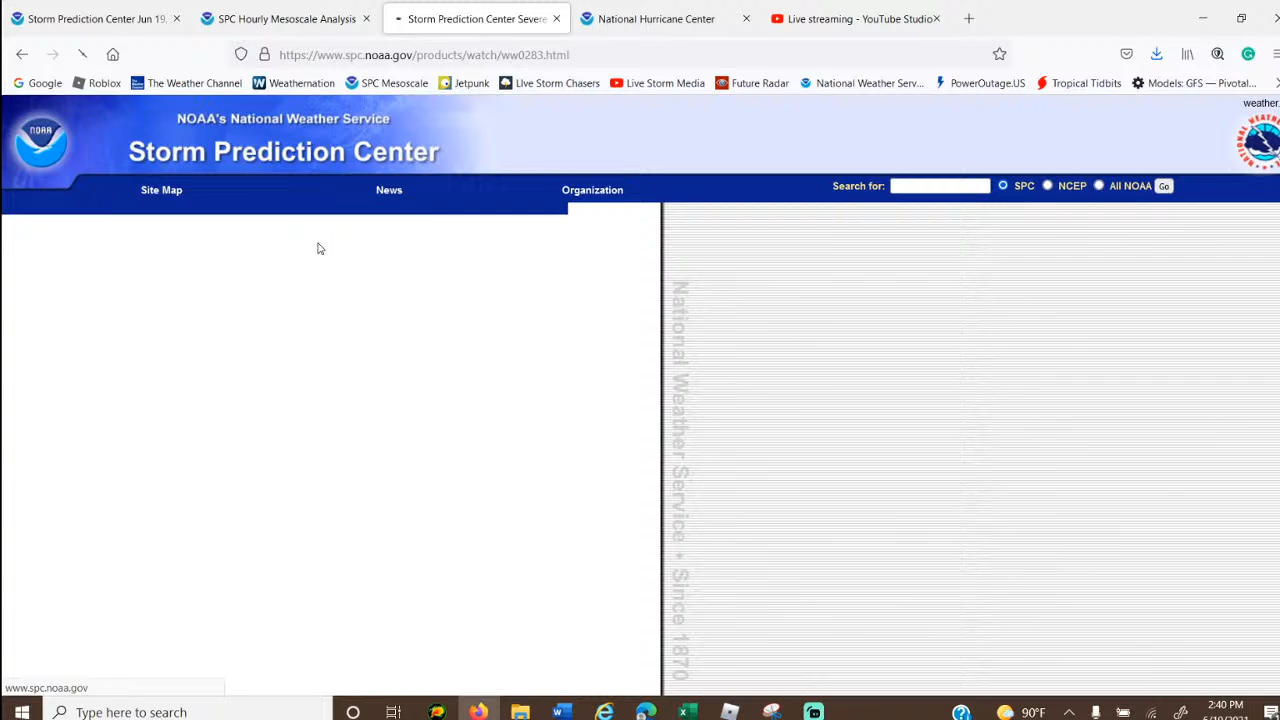 Storm Prediction Center Jun 19,
SPC Hourly Mesoscale Analysis
Storm Prediction Center Severe
National Hurricane Center
Live streaming - YouTube Studio
https://www.spc.noaa.gov/products/watch/ww0283.html
Google
Roblox
The Weather Channel
Weathernation
SPC Mesoscale
Jetpunk
Live Storm Chasers
Live Storm Media
Future Radar
National Weather Serv...
PowerOutage.US
Tropical Tidbits
Models: GFS — Pivotal...
weather.
NOAA
NOAA's National Weather Service
Storm Prediction Center
Site Map
News
Organization
Search for:
SPC
NCEP
All NOAA
Go
National Weather Service • Since 1870
www.spc.noaa.gov
Type here to search
90°F
2:40 PM